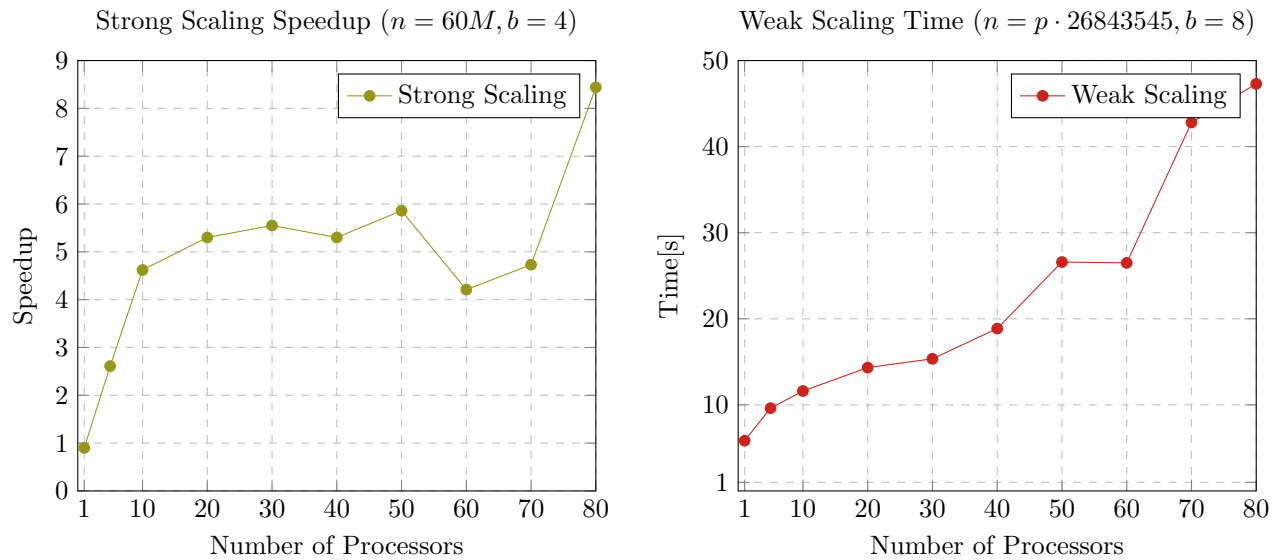 Strong Scaling Speedup (n = 60M, b = 4)
9
8
7
6
5
4
3
2
1
0
Speedup
Strong Scaling
1 10 20 30 40 50 60 70 80
Number of Processors
Weak Scaling Time (n = p · 26843545, b = 8)
50
40
30
20
10
1
Time[s]
Weak Scaling
1 10 20 30 40 50 60 70 80
Number of Processors